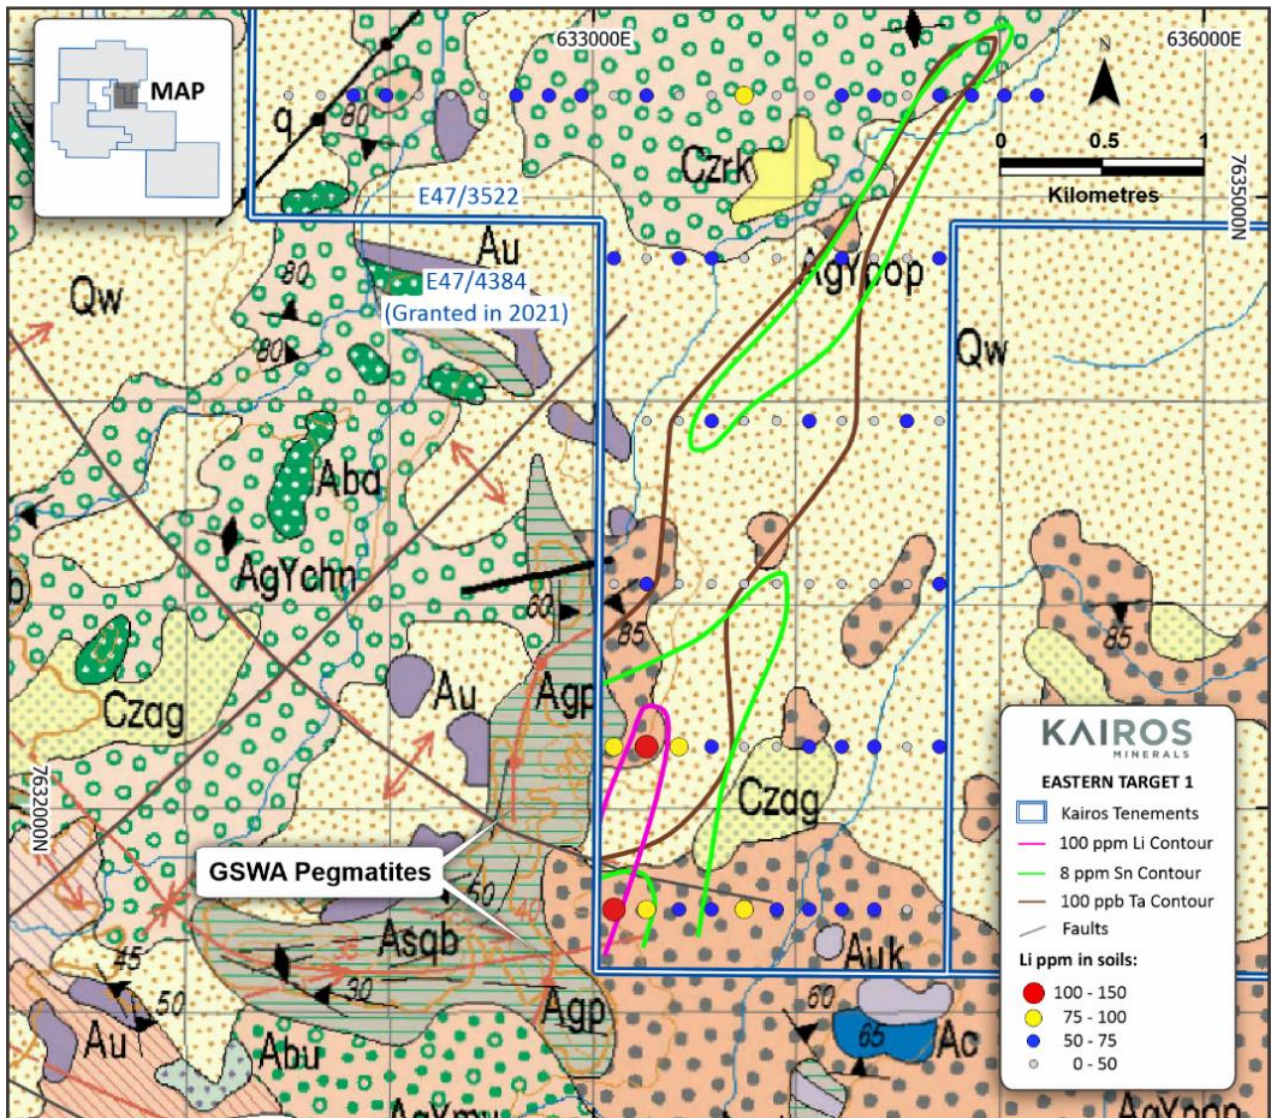 633000E
636000E
N
MAP
q
80
0
0.5
1
Kilometres
Czrk
E47/3522
7635000N
Au
AgYpop
Qw
80
E47/4384
(Granted in 2021)
80
Qw
Aba
AgYchn
b
60
85
85
Agp
Czag
Au
Czag
7632000N
GSWA Pegmatites
50
40
Asqb
Auk
45
30
50
Agp
60
65
Ac
Au
Abu
KAIROS
MINERALS
EASTERN TARGET 1
Kairos Tenements
100 ppm Li Contour
8 ppm Sn Contour
100 ppb Ta Contour
Faults
Li ppm in soils:
100 - 150
75 - 100
50 - 75
0 - 50